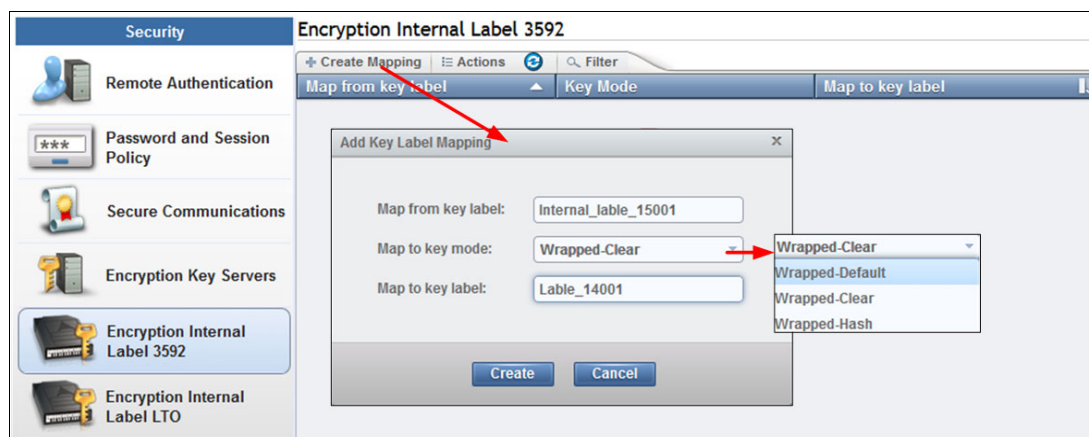 Security
Encryption Internal Label 3592
Create Mapping
Actions
Filter
Map from key label
Key Mode
Map to key label
Remote Authentication
***
Password and Session
Policy
Secure Communications
Encryption Key Servers
Encryption Internal
Label 3592
Encryption Internal
Label LTO
Add Key Label Mapping
x
Map from key label:
Internal_lable_15001
Map to key mode:
Wrapped-Clear
Map to key label:
Lable_14001
Create
Cancel
Wrapped-Clear
Wrapped-Default
Wrapped-Clear
Wrapped-Hash